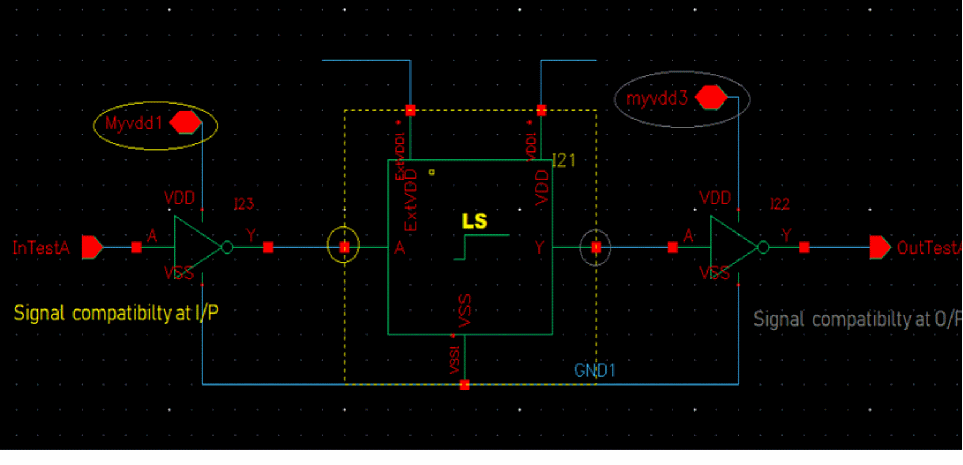 myvdd3
Myvdd1
ExtVDD!
VDD!
I21
ExtVDD
VDD
VDD
I23
VDD
I22
LS
InTestA
A
Y
A
Y
A
Y
OutTestA
VSS
VSS
VSS
Signal compatibilty at I/P
Signal compatibilty at O/P
VSS!
GND1